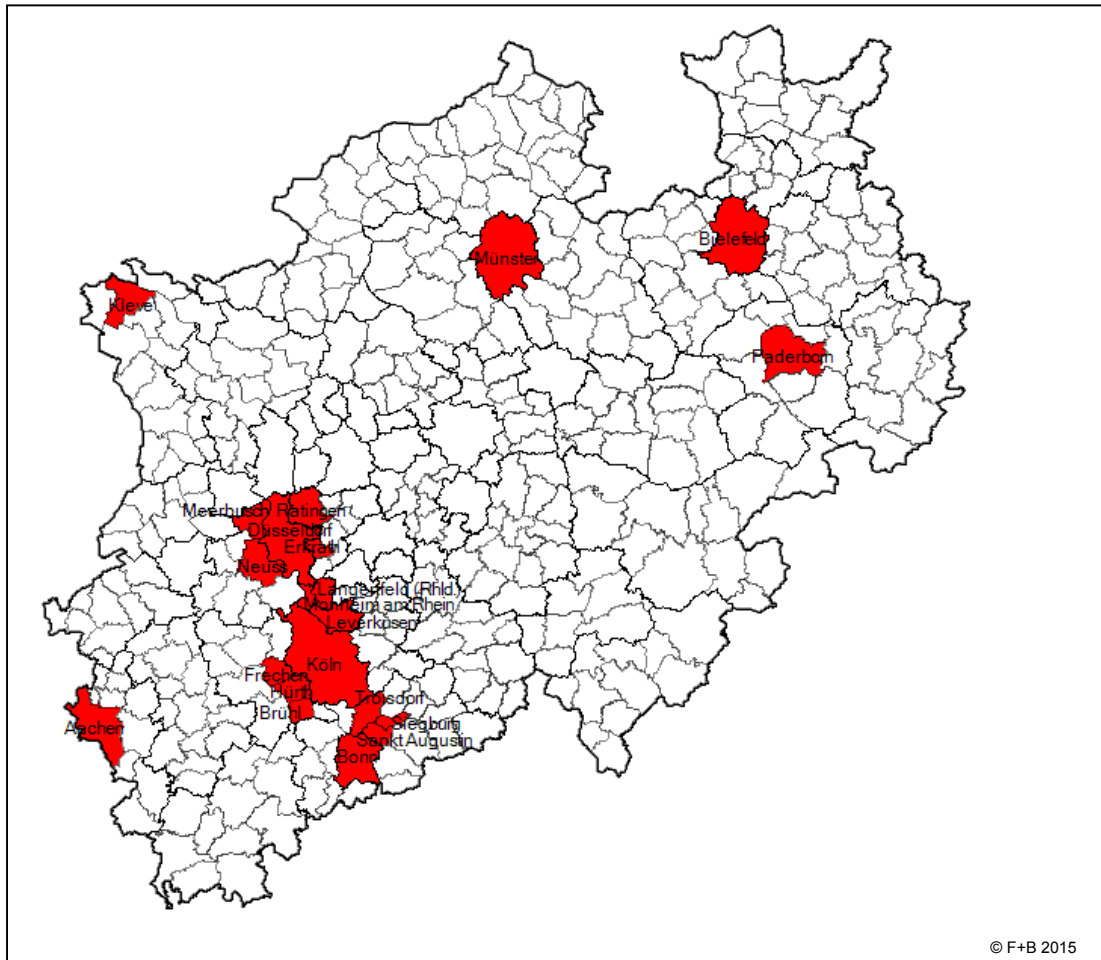 Bielefeld
Münster
Kleve
Paderborn
Meerbusch
Ratingen
Düsseldorf
Erkrath
Neuss
Langenfeld (Rhld.)
Monheim am Rhein
Leverkusen
Köln
Frechen
Hürth
Troisdorf
Brühl
Siegburg
Aachen
Sankt Augustin
Bonn
© F+B 2015